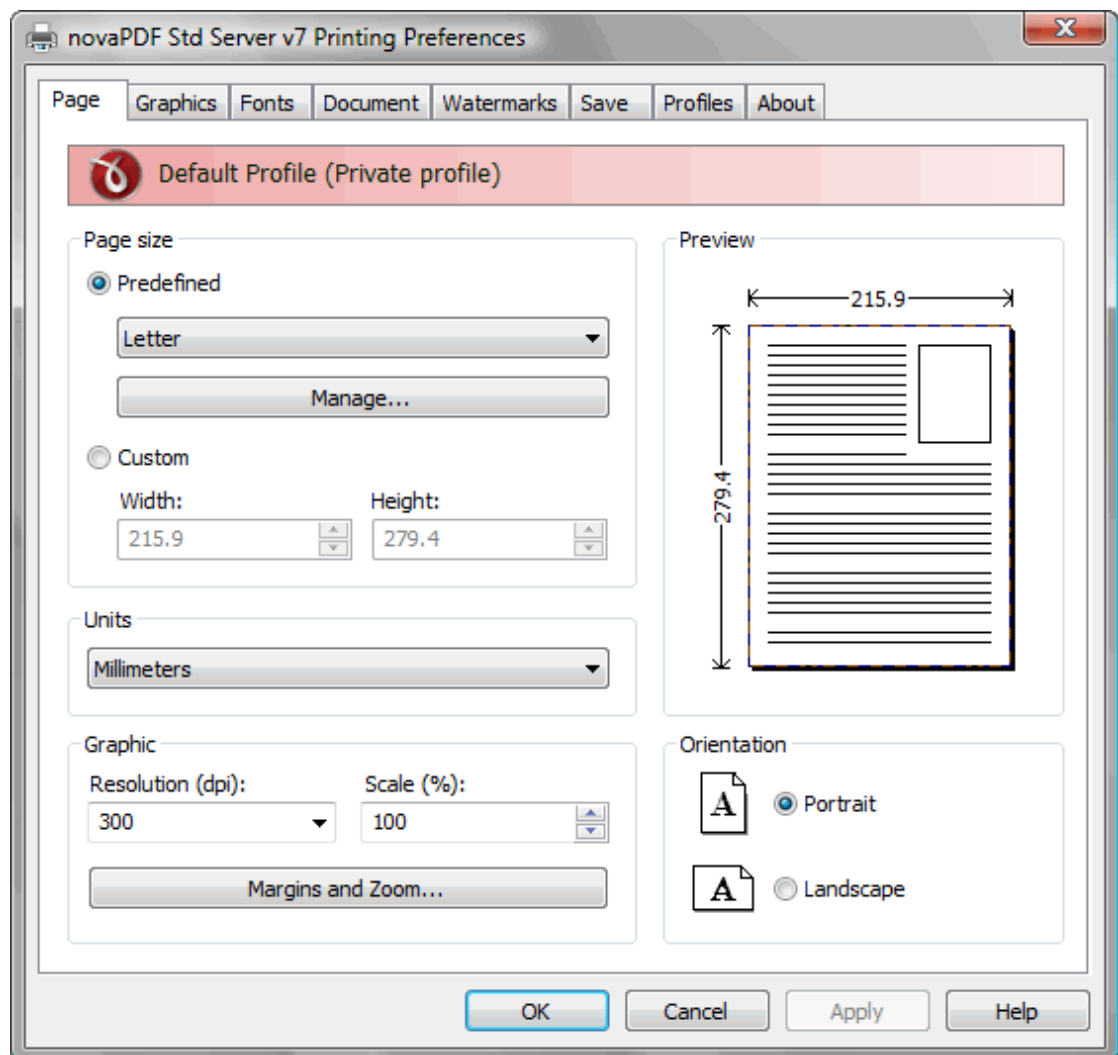 novaPDF Std Server v7 Printing Preferences
X
Page Graphics Fonts Document Watermarks Save Profiles About
Default Profile (Private profile)
Page size
Predefined
Letter
Manage...
Custom
Width: Height:
215.9 279.4
Units
Millimeters
Graphic
Resolution (dpi): Scale (%):
300 100
Margins and Zoom...
Preview
215.9
279.4
Orientation
A Portrait
A Landscape
OK Cancel Apply Help